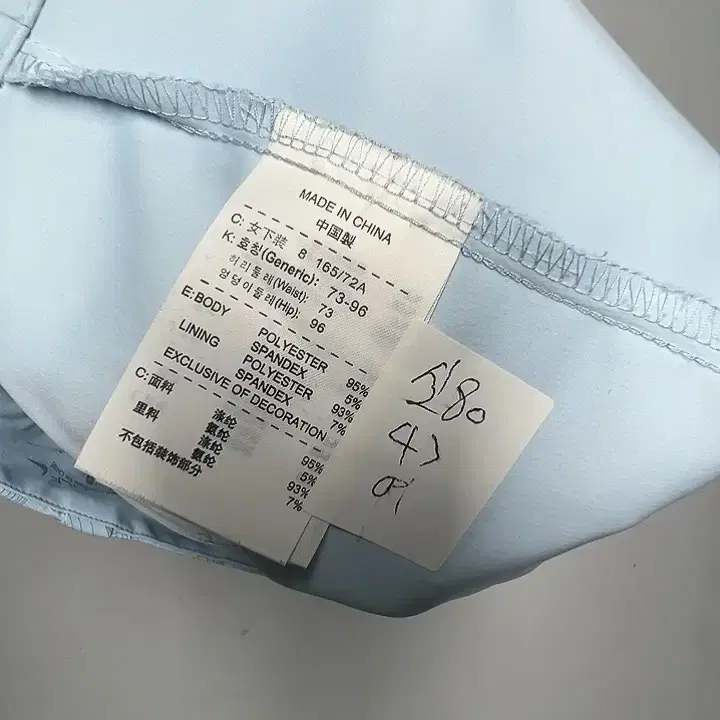 MADE IN CHINA
中国製
C: 女下装 8 165/72A
K: 호칭(Generic): 73-96
허리둘레(Waist): 73
엉덩이둘레(Hip): 96
E:BODY POLYESTER 95%
SPANDEX 5%
LINING POLYESTER 93%
SPANDEX 7%
EXCLUSIVE OF DECORATION
C:面料 涤纶 95%
氨纶 5%
里料 涤纶 93%
氨纶 7%
不包括装饰部分
80
여